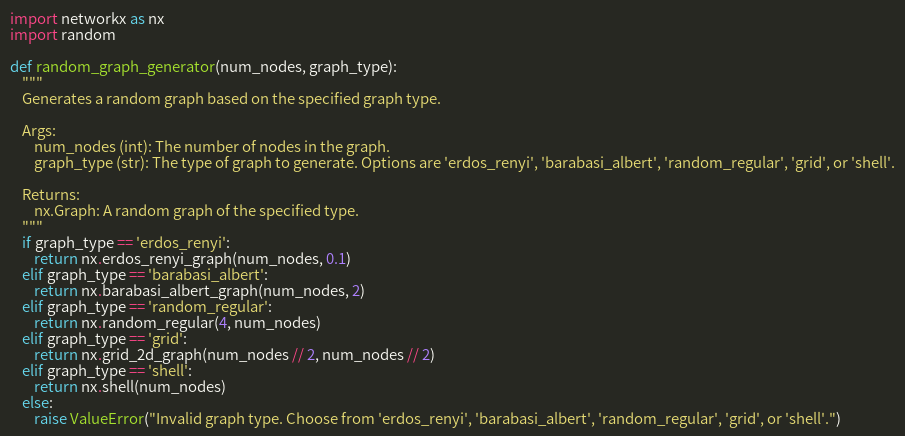 import networkx as nx
import random

def random_graph_generator(num_nodes, graph_type):
    """
    Generates a random graph based on the specified graph type.

    Args:
        num_nodes (int): The number of nodes in the graph.
        graph_type (str): The type of graph to generate. Options are 'erdos_renyi', 'barabasi_albert', 'random_regular', 'grid', or 'shell'.

    Returns:
        nx.Graph: A random graph of the specified type.
    """
    if graph_type == 'erdos_renyi':
        return nx.erdos_renyi_graph(num_nodes, 0.1)
    elif graph_type == 'barabasi_albert':
        return nx.barabasi_albert_graph(num_nodes, 2)
    elif graph_type == 'random_regular':
        return nx.random_regular(4, num_nodes)
    elif graph_type == 'grid':
        return nx.grid_2d_graph(num_nodes // 2, num_nodes // 2)
    elif graph_type == 'shell':
        return nx.shell(num_nodes)
    else:
        raise ValueError("Invalid graph type. Choose from 'erdos_renyi', 'barabasi_albert', 'random_regular', 'grid', or 'shell'.")